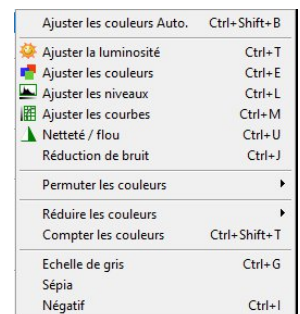 Ajuster les couleurs Auto. Ctrl+Shift+B
Ajuster la luminosité Ctrl+T
Ajuster les couleurs Ctrl+E
Ajuster les niveaux Ctrl+L
Ajuster les courbes Ctrl+M
Netteté / flou Ctrl+U
Réduction de bruit Ctrl+J
Permuter les couleurs
Réduire les couleurs
Compter les couleurs Ctrl+Shift+T
Echelle de gris Ctrl+G
Sépia
Négatif Ctrl+I